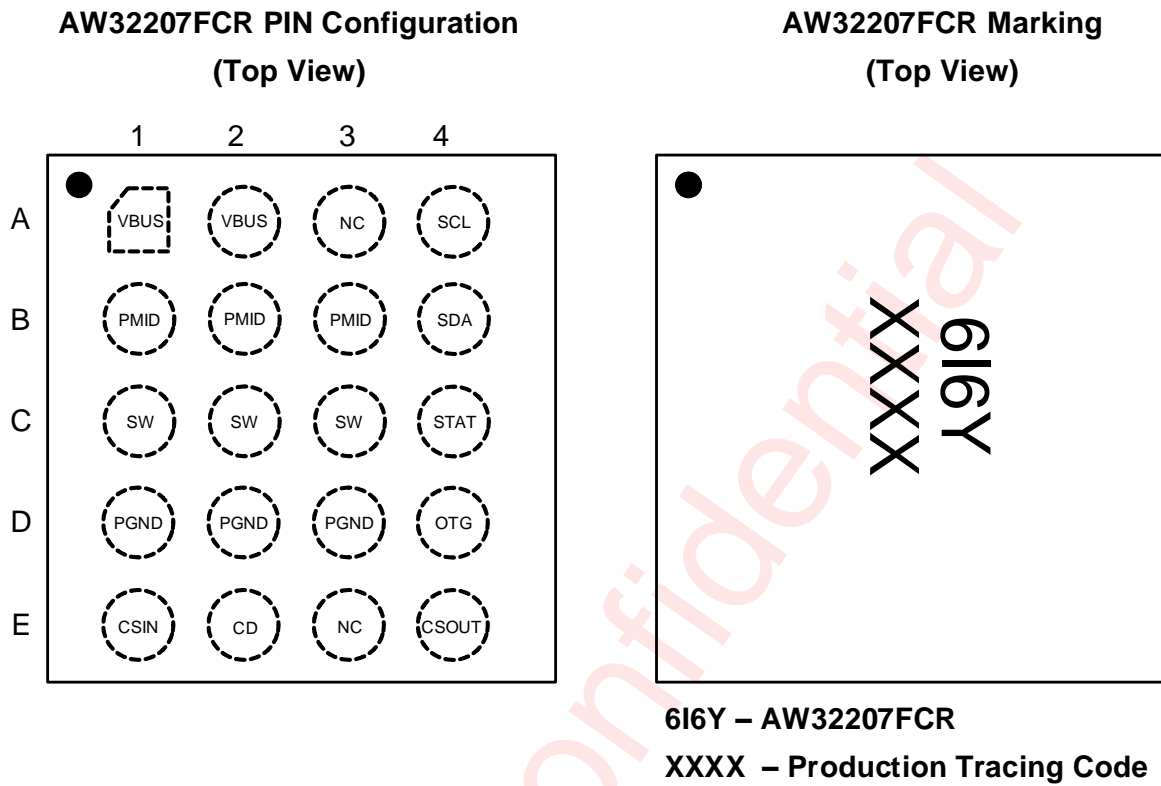 AW32207FCR PIN Configuration
(Top View)
1 2 3 4
A VBUS VBUS NC SCL
B PMID PMID PMID SDA
C SW SW SW STAT
D PGND PGND PGND OTG
E CSIN CD NC CSOUT
AW32207FCR Marking
(Top View)
6I6Y
XXXX
6I6Y – AW32207FCR
XXXX – Production Tracing Code
onfidential